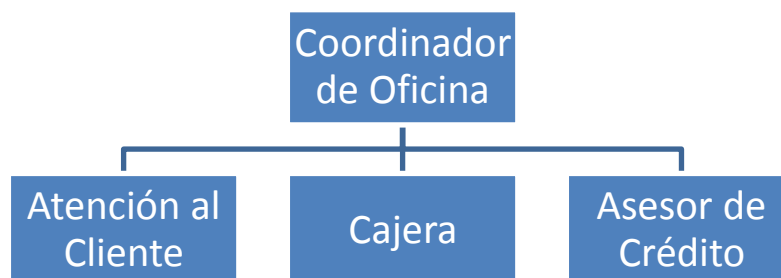 Coordinador
de Oficina
Atención al
Cliente
Cajera
Asesor de
Crédito